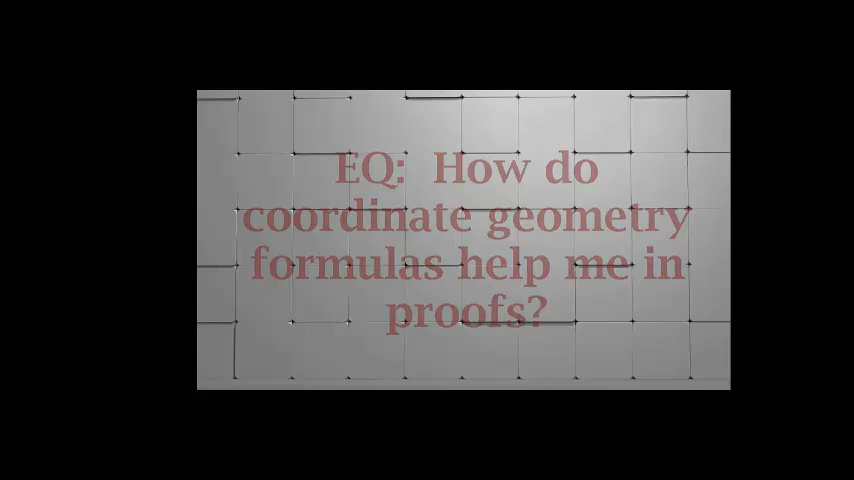 EQ:  How do
coordinate geometry
formulas help me in
proofs?